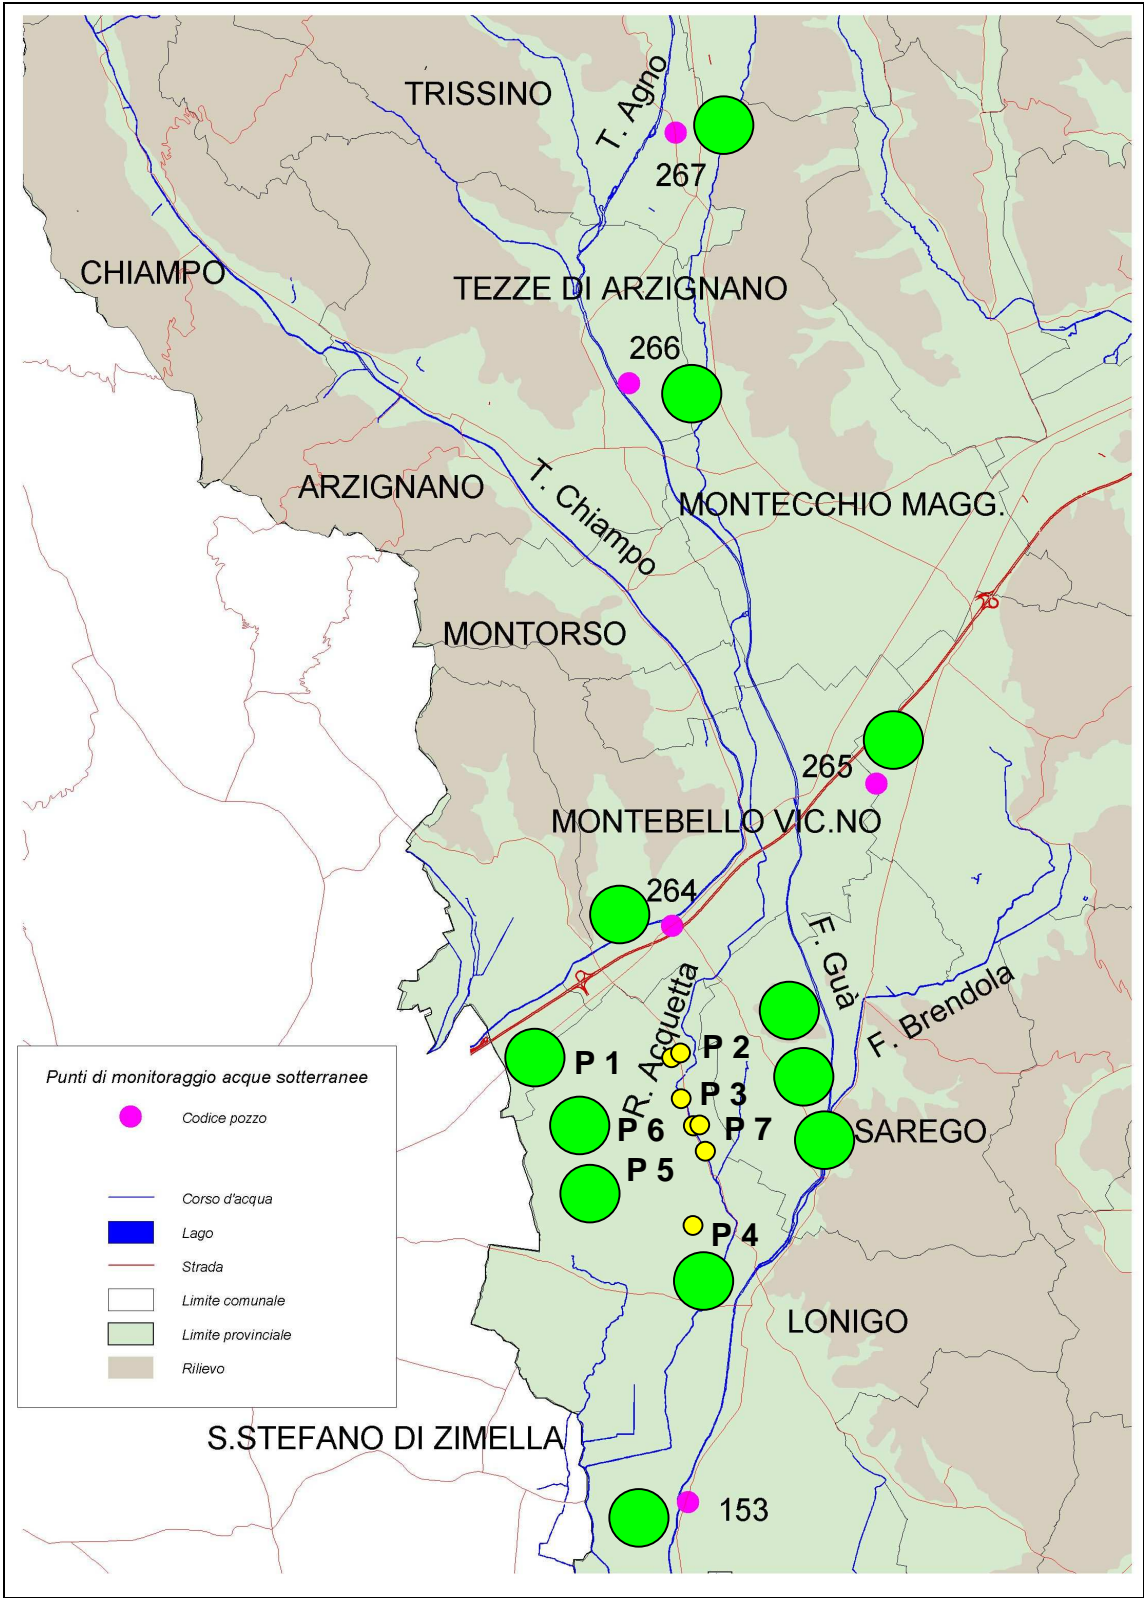 TRISSINO
T. Agno
267
CHIAMPO
TEZZE DI ARZIGNANO
266
ARZIGNANO
T. Chiampo
MONTECCHIO MAGG.
MONTORSO
265
MONTEBELLO VIC.NO
264
F. Guà
F. Brendola
R. Acquetta
P 1
P 2
P 3
P 6
P 7
SAREGO
P 5
P 4
LONIGO
Punti di monitoraggio acque sotterranee
Codice pozzo
Corso d'acqua
Lago
Strada
Limite comunale
Limite provinciale
Rilievo
S.STEFANO DI ZIMELLA
153